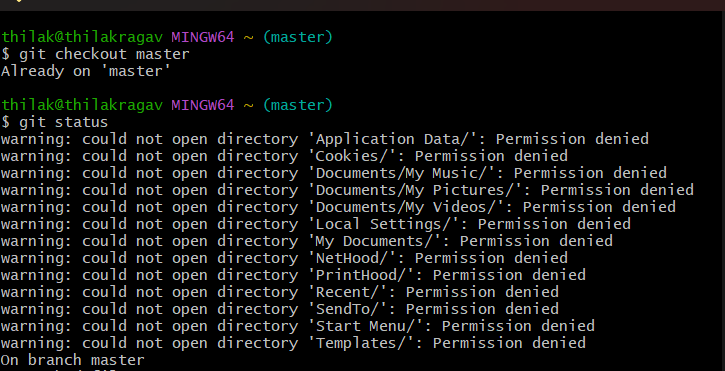 thilak@thilakragav MINGW64 ~ (master)
$ git checkout master
Already on 'master'
thilak@thilakragav MINGW64 ~ (master)
$ git status
warning: could not open directory 'Application Data/': Permission denied
warning: could not open directory 'Cookies/': Permission denied
warning: could not open directory 'Documents/My Music/': Permission denied
warning: could not open directory 'Documents/My Pictures/': Permission denied
warning: could not open directory 'Documents/My Videos/': Permission denied
warning: could not open directory 'Local Settings/': Permission denied
warning: could not open directory 'My Documents/': Permission denied
warning: could not open directory 'NetHood/': Permission denied
warning: could not open directory 'PrintHood/': Permission denied
warning: could not open directory 'Recent/': Permission denied
warning: could not open directory 'SendTo/': Permission denied
warning: could not open directory 'Start Menu/': Permission denied
warning: could not open directory 'Templates/': Permission denied
On branch master